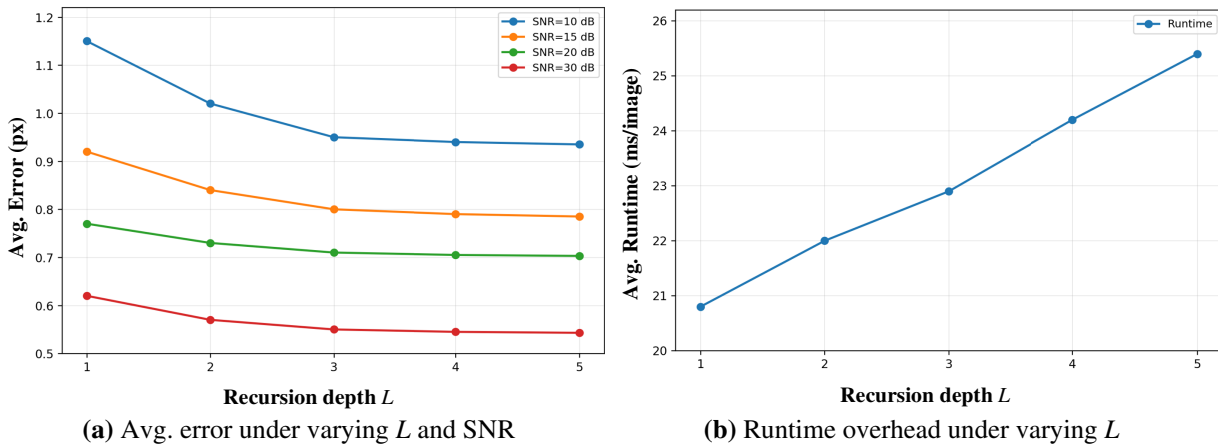 1.2
1.1
1.0
0.9
0.8
0.7
0.6
0.5
Avg. Error (px)
SNR=10 dB
SNR=15 dB
SNR=20 dB
SNR=30 dB
1 2 3 4 5
Recursion depth L
(a) Avg. error under varying L and SNR
26
25
24
23
22
21
20
Avg. Runtime (ms/image)
Runtime
1 2 3 4 5
Recursion depth L
(b) Runtime overhead under varying L